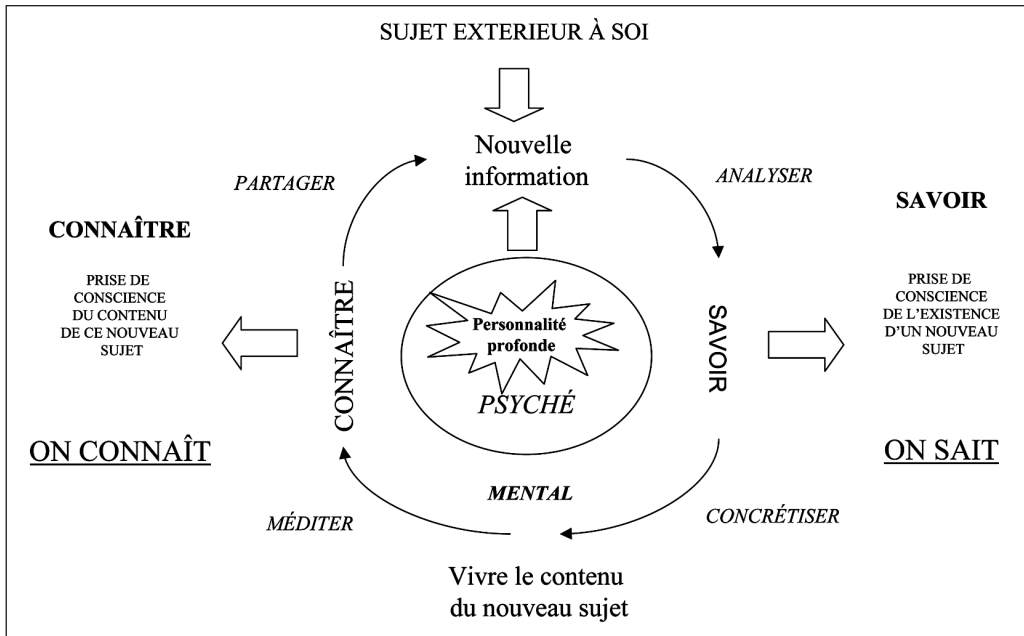 SUJET EXTERIEUR À SOI
Nouvelle
information
PARTAGER
ANALYSER
CONNAÎTRE
PRISE DE
CONSCIENCE
DU CONTENU
DE CE NOUVEAU
SUJET
ON CONNAÎT
CONNAÎTRE
Personnalité
profonde
PSYCHÉ
SAVOIR
SAVOIR
PRISE DE
CONSCIENCE
DE L'EXISTENCE
D'UN NOUVEAU
SUJET
ON SAIT
MENTAL
MÉDITER
CONCRÉTISER
Vivre le contenu
du nouveau sujet